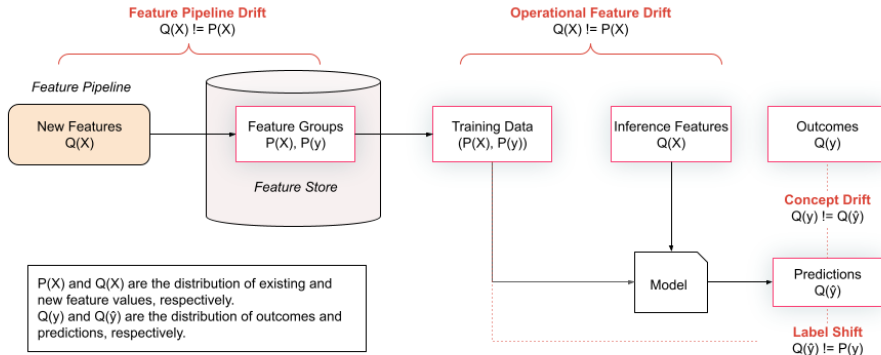 Feature Pipeline Drift
Q(X) != P(X)
Operational Feature Drift
Q(X) != P(X)
Feature Pipeline
New Features
Q(X)
Feature Groups
P(X), P(y)
Feature Store
Training Data
(P(X), P(y))
Inference Features
Q(X)
Outcomes
Q(y)
Concept Drift
Q(y) != Q(ŷ)
Model
Predictions
Q(ŷ)
Label Shift
Q(ŷ) != P(y)
P(X) and Q(X) are the distribution of existing and
new feature values, respectively.
Q(y) and Q(ŷ) are the distribution of outcomes and
predictions, respectively.